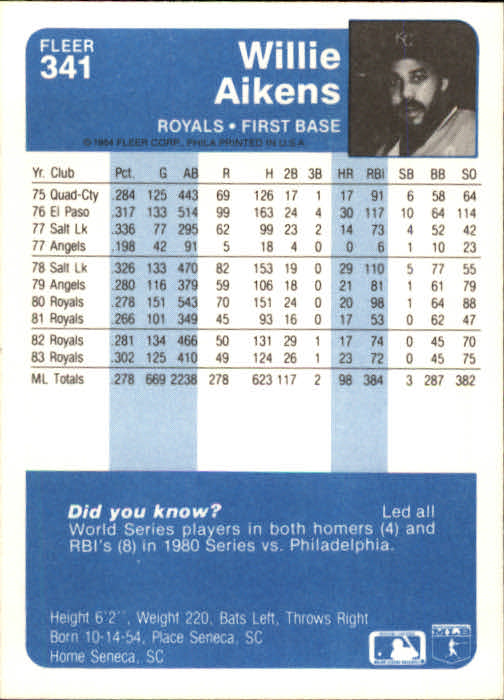 FLEER
341
Willie
Aikens
ROYALS • FIRST BASE
© 1984 FLEER CORP., PHILA PRINTED IN U.S.A
Yr. Club Pct. G AB R H 2B 3B HR RBI SB BB SO
75 Quad-Cty .284 125 443 69 126 17 1 17 91 6 58 64
76 El Paso .317 133 514 99 163 24 4 30 117 10 64 114
77 Salt Lk .336 77 295 62 99 23 2 14 73 4 52 42
77 Angels .198 42 91 5 18 4 0 0 6 1 10 23
78 Salt Lk .326 133 470 82 153 19 0 29 110 5 77 55
79 Angels .280 116 379 59 106 18 0 21 81 1 61 79
80 Royals .278 151 543 70 151 24 0 20 98 1 64 88
81 Royals .266 101 349 45 93 16 0 17 53 0 62 47
82 Royals .281 134 466 50 131 29 1 17 74 0 45 70
83 Royals .302 125 410 49 124 26 1 23 72 0 45 75
ML Totals .278 669 2238 278 623 117 2 98 384 3 287 382
Did you know? Led all
World Series players in both homers (4) and
RBI's (8) in 1980 Series vs. Philadelphia.
Height 6'2'', Weight 220, Bats Left, Throws Right
Born 10-14-54, Place Seneca, SC
Home Seneca, SC